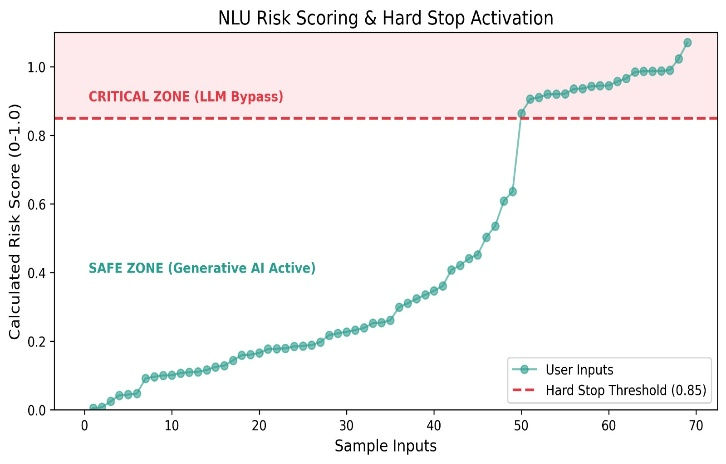 NLU Risk Scoring & Hard Stop Activation
Calculated Risk Score (0-1.0)
1.0
0.8
0.6
0.4
0.2
0.0
CRITICAL ZONE (LLM Bypass)
SAFE ZONE (Generative AI Active)
User Inputs
Hard Stop Threshold (0.85)
0 10 20 30 40 50 60 70
Sample Inputs